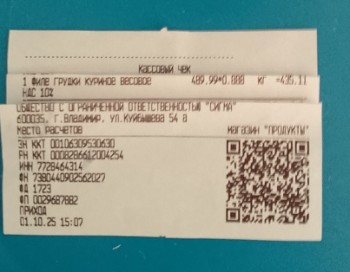 КАССОВЫЙ ЧЕК
1 ФИЛЕ ГРУДКИ КУРИНОЕ ВЕСОВОЕ 489.99*0.888 КГ =435.11
НДС 10%
ОБЩЕСТВО С ОГРАНИЧЕННОЙ ОТВЕТСТВЕННОСТЬЮ "СИГМА"
600035, Г.Владимир, УЛ.КУЙБЫШЕВА 54 а
Место расчетов магазин "ПРОДУКТЫ"
ЗН ККТ 00106309530630
РН ККТ 0008286612004254
ИНН 7728464314
ФН 7380440902562027
ФД 1723
ФП 0029687882
ПРИХОД
01.10.25 15:07